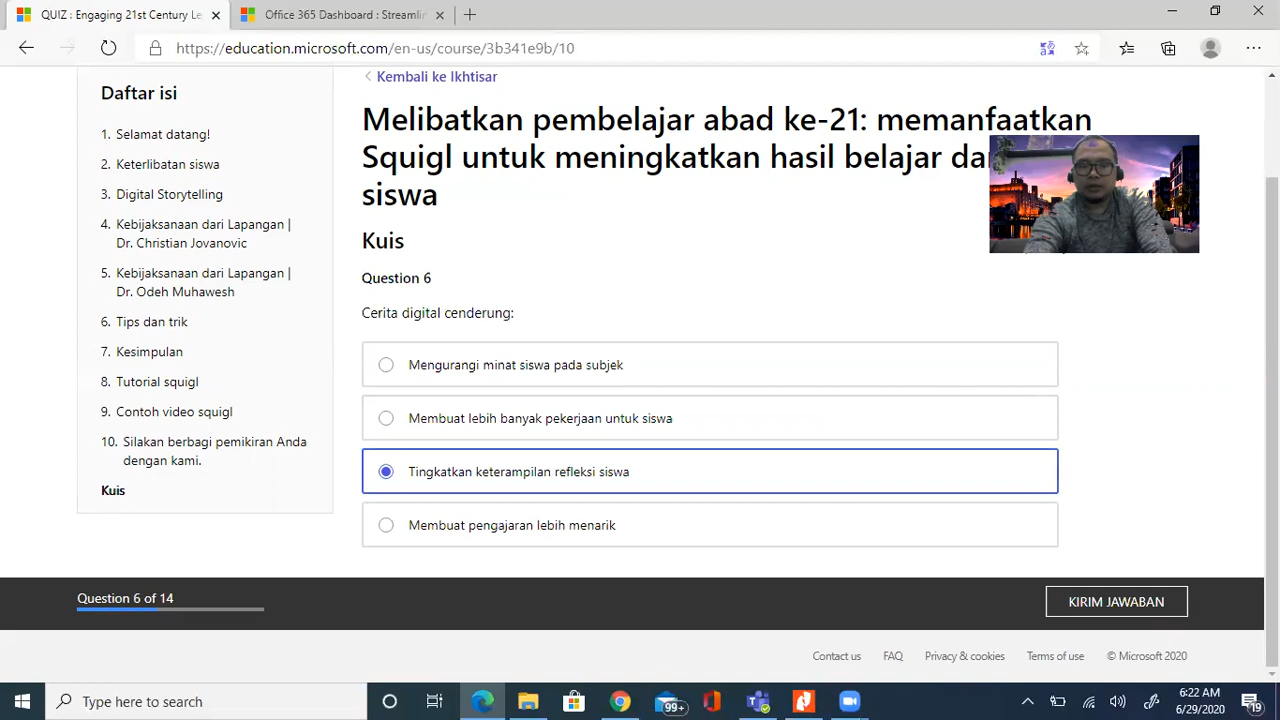 QUIZ : Engaging 21st Century Le
Office 365 Dashboard : Streamlin
https://education.microsoft.com/en-us/course/3b341e9b/10
Daftar isi
1. Selamat datang!
2. Keterlibatan siswa
3. Digital Storytelling
4. Kebijaksanaan dari Lapangan |
Dr. Christian Jovanovic
5. Kebijaksanaan dari Lapangan |
Dr. Odeh Muhawesh
6. Tips dan trik
7. Kesimpulan
8. Tutorial squigl
9. Contoh video squigl
10. Silakan berbagi pemikiran Anda
dengan kami.
Kuis
Kembali ke Ikhtisar
Melibatkan pembelajar abad ke-21: memanfaatkan
Squigl untuk meningkatkan hasil belajar
siswa
Kuis
Question 6
Cerita digital cenderung:
Mengurangi minat siswa pada subjek
Membuat lebih banyak pekerjaan untuk siswa
Tingkatkan keterampilan refleksi siswa
Membuat pengajaran lebih menarik
Question 6 of 14
KIRIM JAWABAN
Contact us
FAQ
Privacy & cookies
Terms of use
© Microsoft 2020
Type here to search
99+
6:22 AM
6/29/2020
19